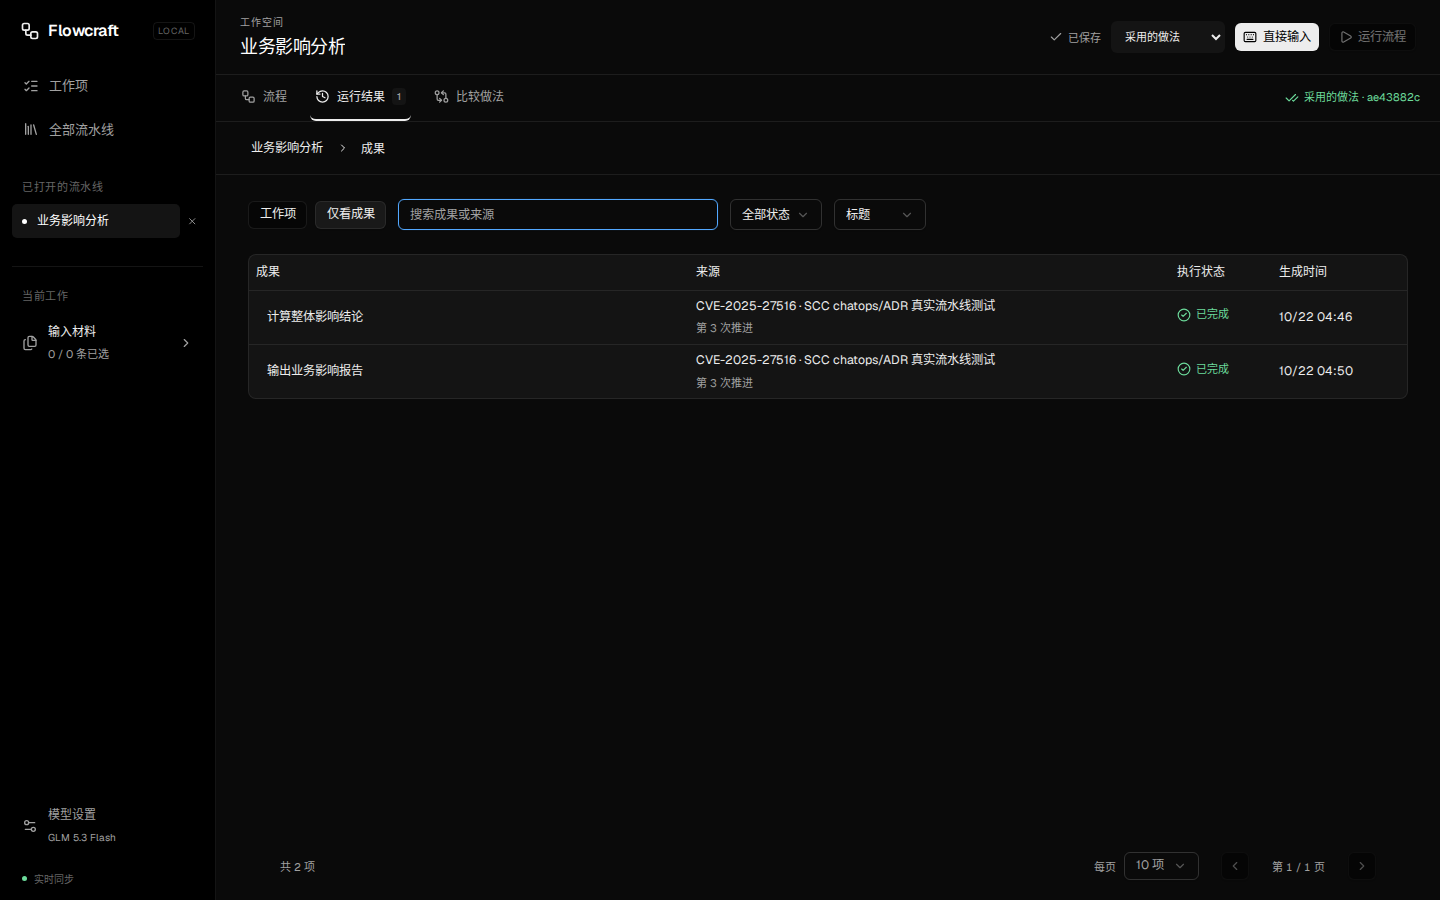 Flowcraft
LOCAL
工作项
全部流水线
已打开的流水线
业务影响分析
当前工作
输入材料
0 / 0 条已选
模型设置
GLM 5.3 Flash
实时同步
工作空间
业务影响分析
已保存
采用的做法
直接输入
运行流程
流程
运行结果 1
比较做法
采用的做法 · ae43882c
业务影响分析 > 成果
工作项
仅看成果
搜索成果或来源
全部状态
标题
成果 来源 执行状态 生成时间
计算整体影响结论
CVE-2025-27516 · SCC chatops/ADR 真实流水线测试
第 3 次推进
已完成
10/22 04:46
输出业务影响报告
CVE-2025-27516 · SCC chatops/ADR 真实流水线测试
第 3 次推进
已完成
10/22 04:50
共 2 项
每页
10 项
第 1 / 1 页